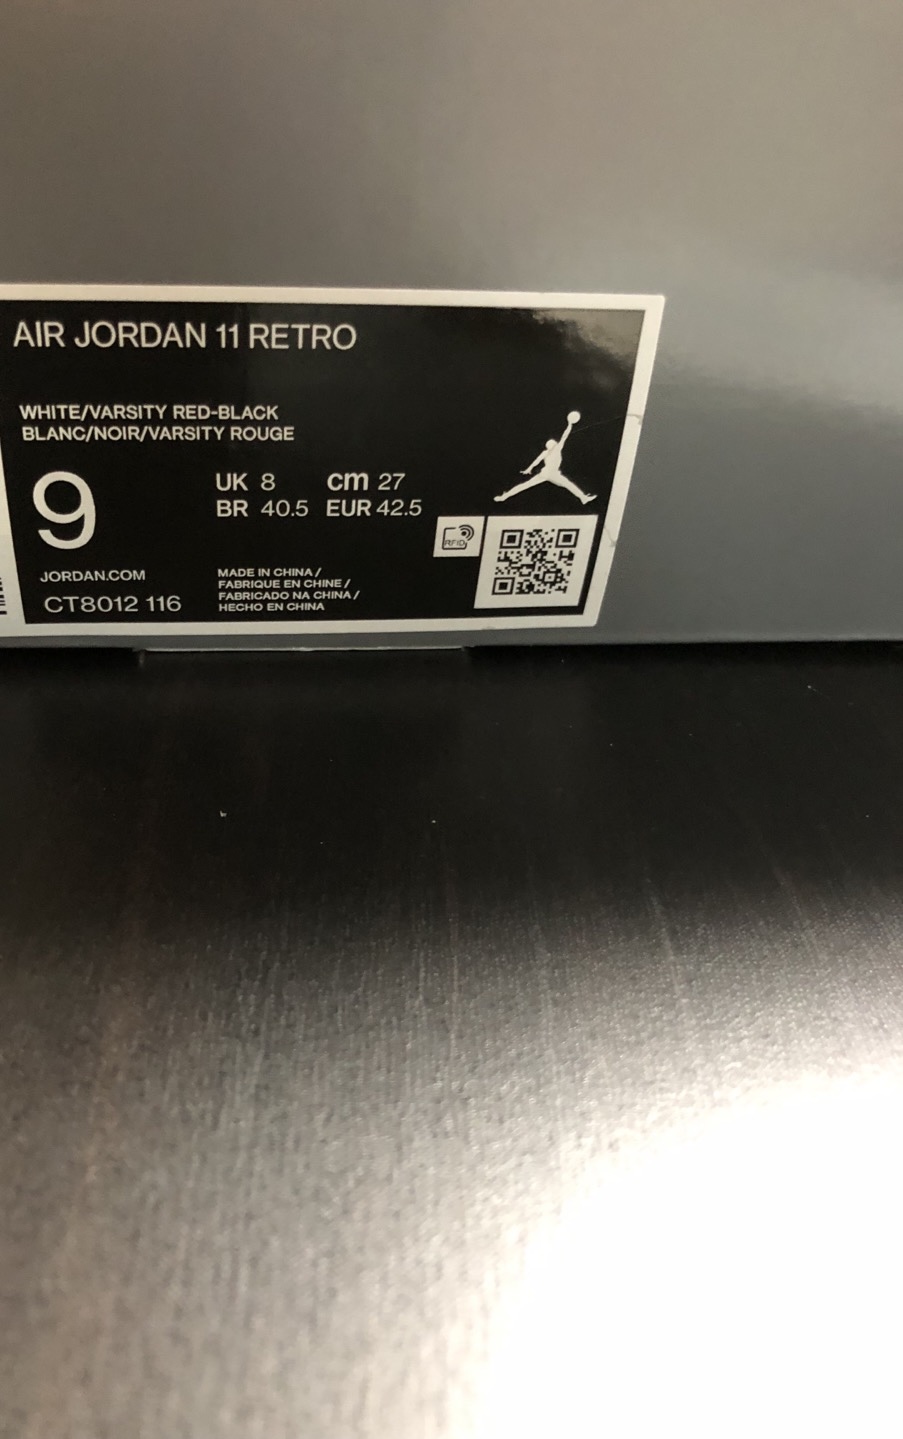 AIR JORDAN 11 RETRO
WHITE/VARSITY RED-BLACK
BLANC/NOIR/VARSITY ROUGE
9
UK 8 cm 27
BR 40.5 EUR 42.5
RFID
JORDAN.COM
CT8012 116
MADE IN CHINA /
FABRIQUE EN CHINE /
FABRICADO NA CHINA /
HECHO EN CHINA